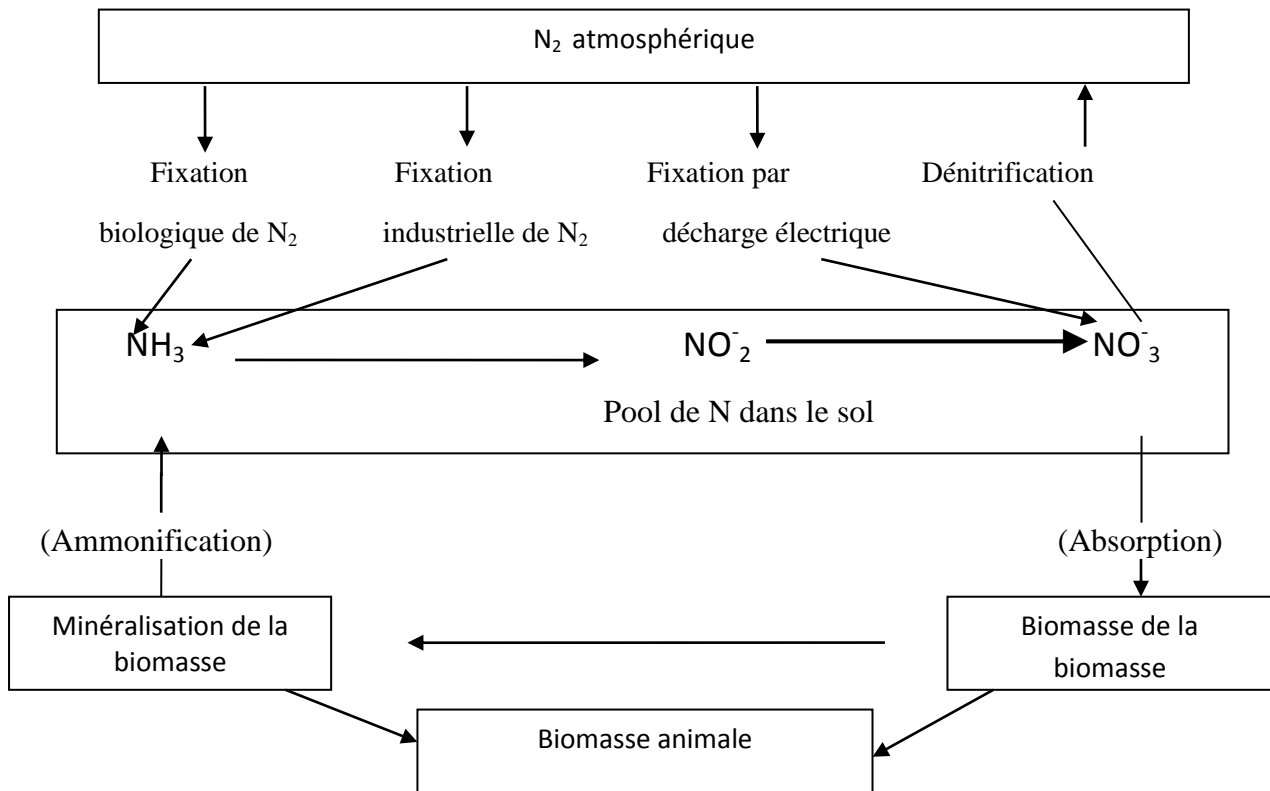 N₂ atmosphérique
Fixation Fixation Fixation par Dénitrification
biologique de N₂ industrielle de N₂ décharge électrique
NH₃ NO⁻₂ NO⁻₃
Pool de N dans le sol
(Ammonification) (Absorption)
Minéralisation de la
biomasse
Biomasse de la
biomasse
Biomasse animale